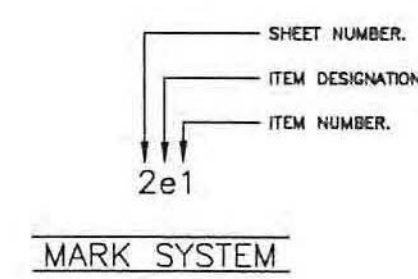 SHEET NUMBER.
ITEM DESIGNATION
ITEM NUMBER.
2e1
MARK SYSTEM